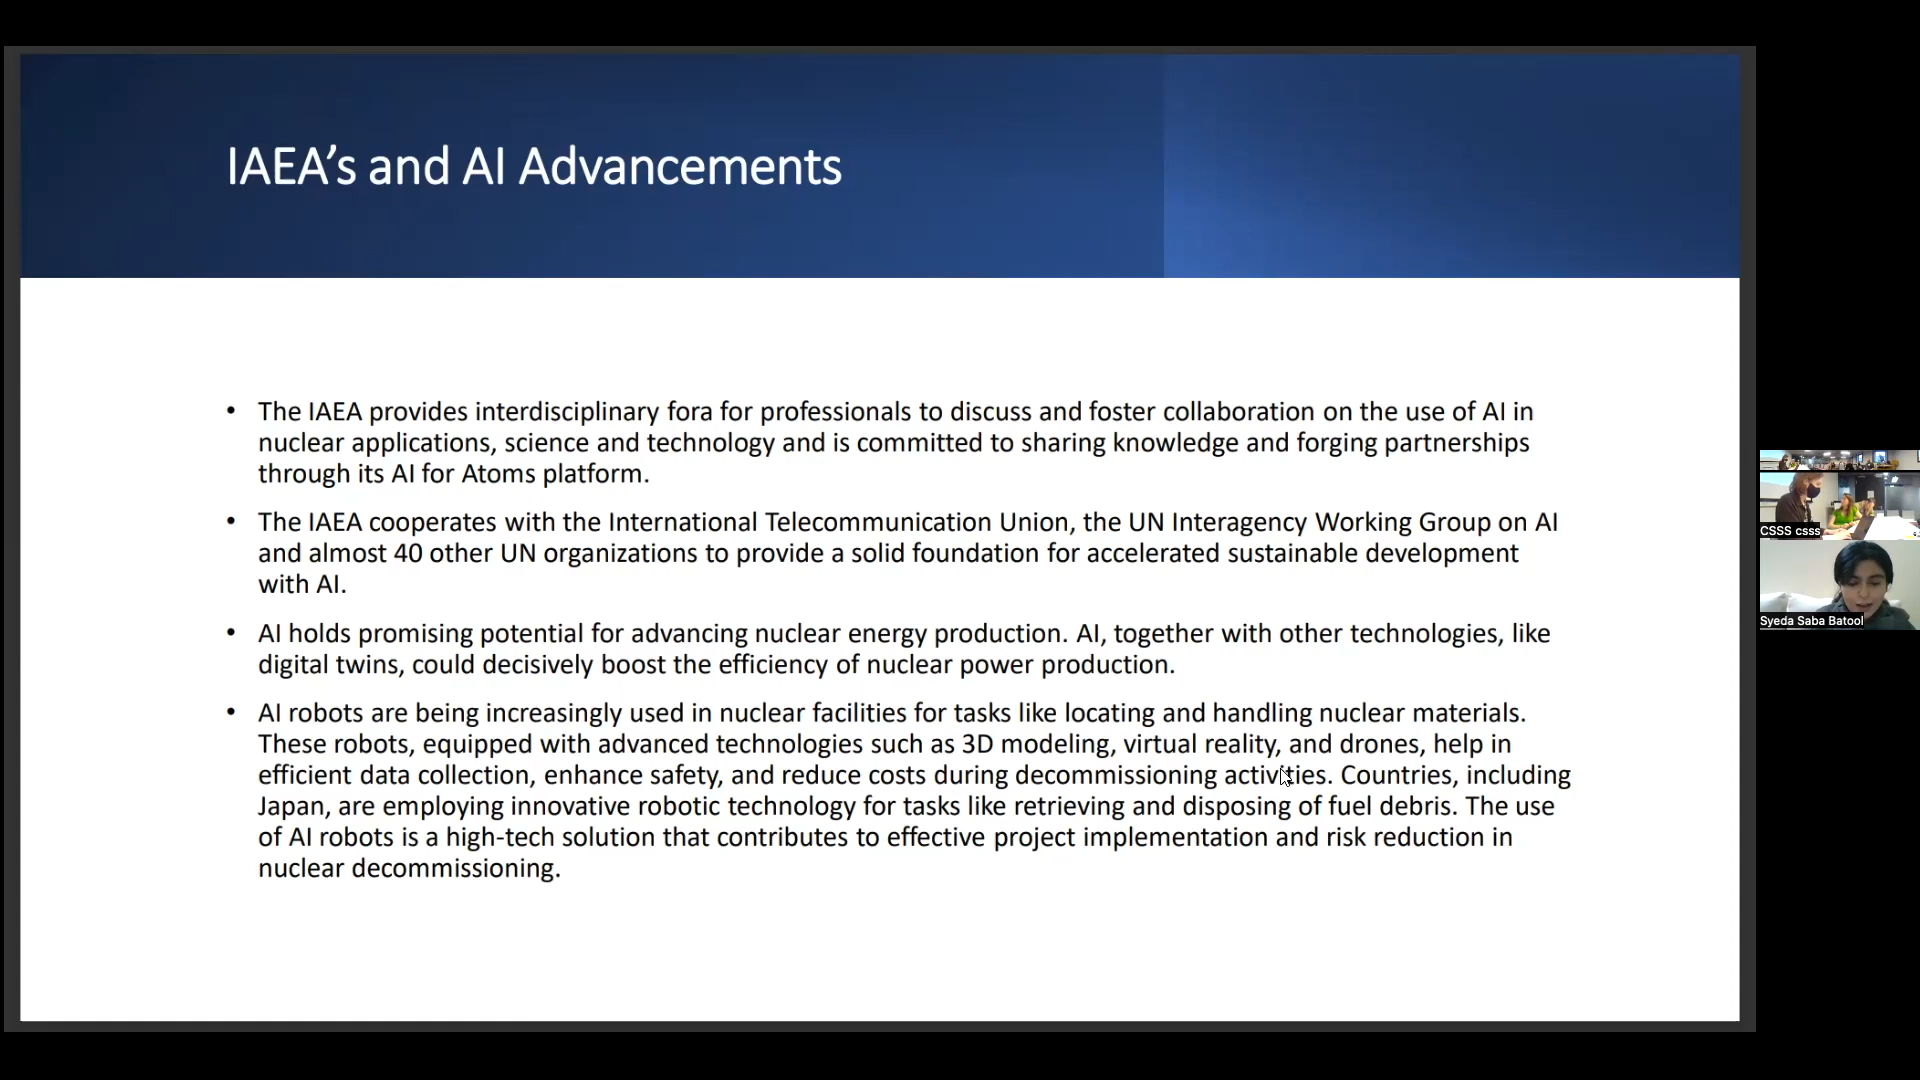 IAEA's and AI Advancements
• The IAEA provides interdisciplinary fora for professionals to discuss and foster collaboration on the use of AI in
nuclear applications, science and technology and is committed to sharing knowledge and forging partnerships
through its AI for Atoms platform.
• The IAEA cooperates with the International Telecommunication Union, the UN Interagency Working Group on AI
and almost 40 other UN organizations to provide a solid foundation for accelerated sustainable development
with AI.
• AI holds promising potential for advancing nuclear energy production. AI, together with other technologies, like
digital twins, could decisively boost the efficiency of nuclear power production.
• AI robots are being increasingly used in nuclear facilities for tasks like locating and handling nuclear materials.
These robots, equipped with advanced technologies such as 3D modeling, virtual reality, and drones, help in
efficient data collection, enhance safety, and reduce costs during decommissioning activities. Countries, including
Japan, are employing innovative robotic technology for tasks like retrieving and disposing of fuel debris. The use
of AI robots is a high-tech solution that contributes to effective project implementation and risk reduction in
nuclear decommissioning.
CSSS csss
Syeda Saba Batool